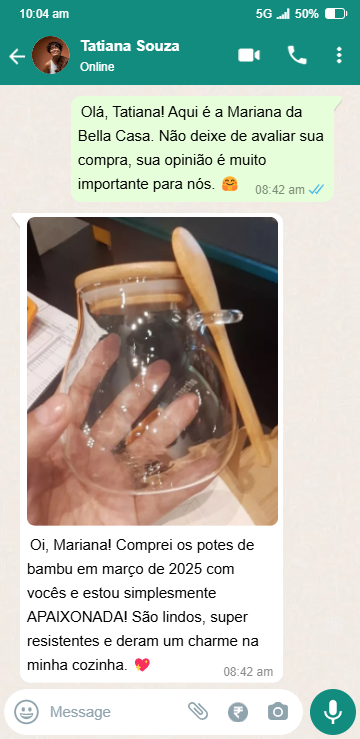 10:04 am 5G 50%
Tatiana Souza
Online
Olá, Tatiana! Aqui é a Mariana da
Bella Casa. Não deixe de avaliar sua
compra, sua opinião é muito
importante para nós. 🤗 08:42 am
Oi, Mariana! Comprei os potes de
bambu em março de 2025 com
vocês e estou simplesmente
APAIXONADA! São lindos, super
resistentes e deram um charme na
minha cozinha. 💖
08:42 am
Message